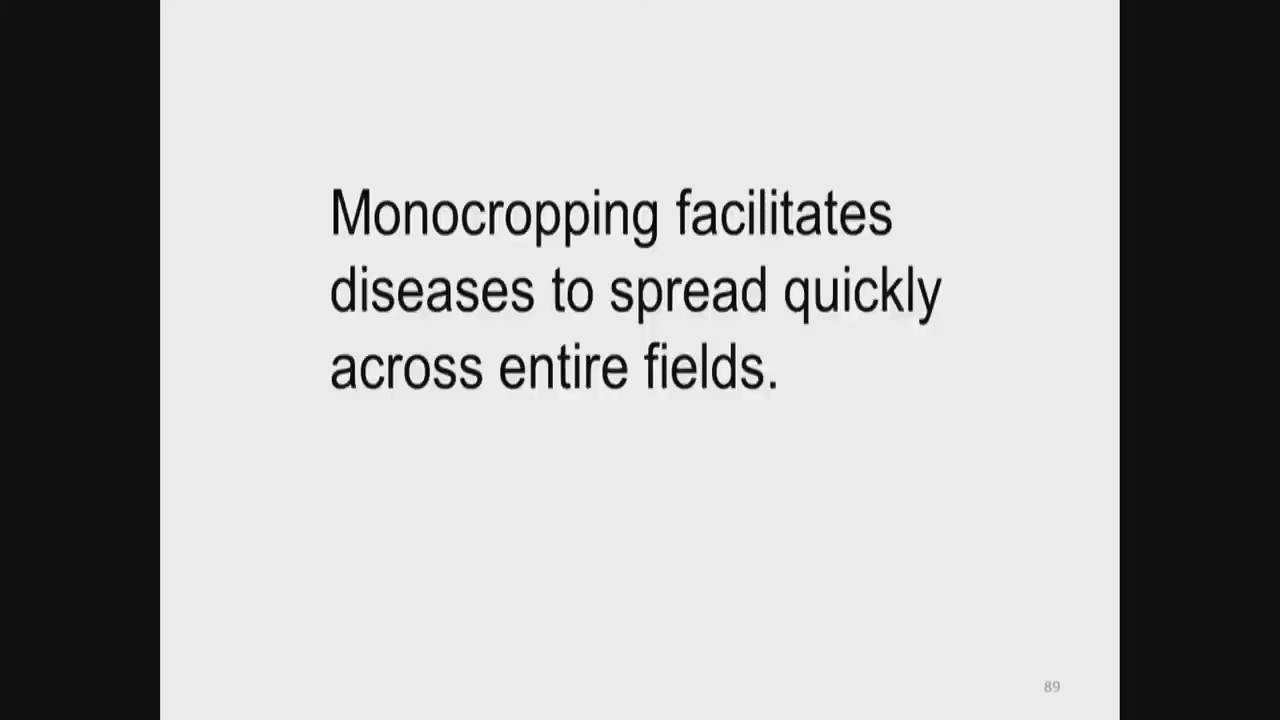 Monocropping facilitates
diseases to spread quickly
across entire fields.
89